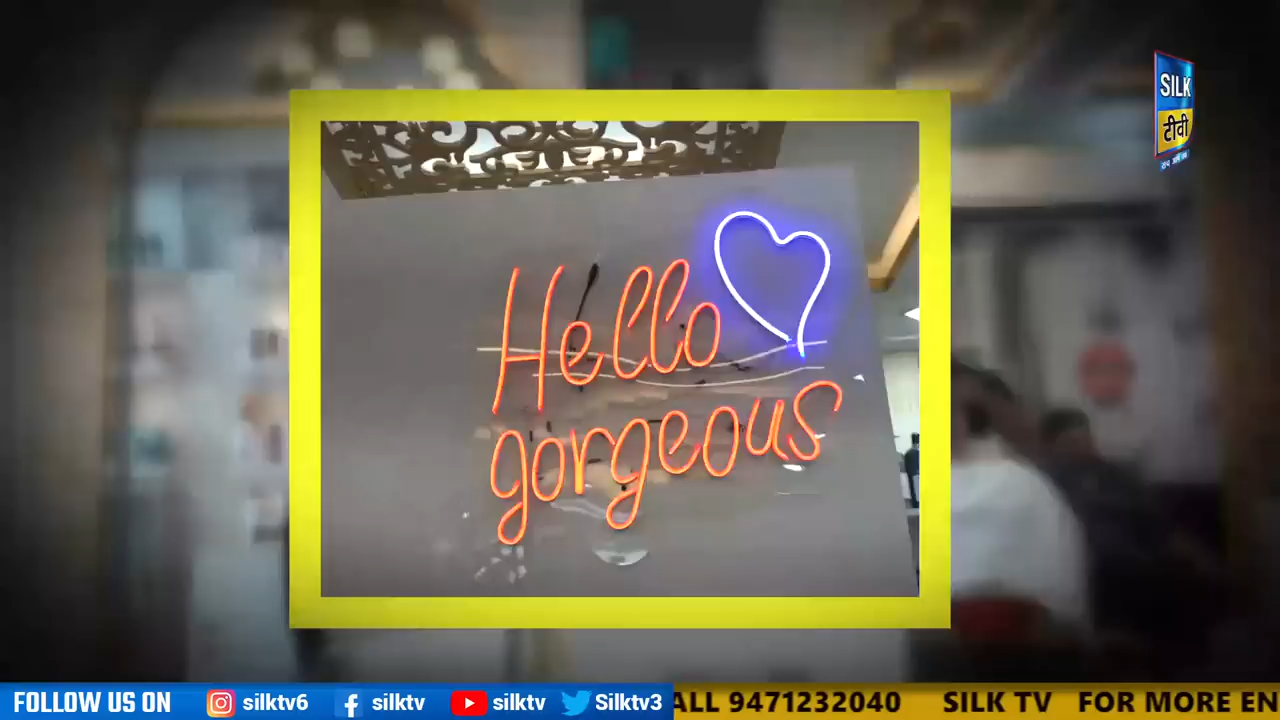 SILK
टीवी
Hello
gorgeous
FOLLOW US ON silktv6 silktv silktv Silktv3 ALL 9471232040 SILK TV FOR MORE EN